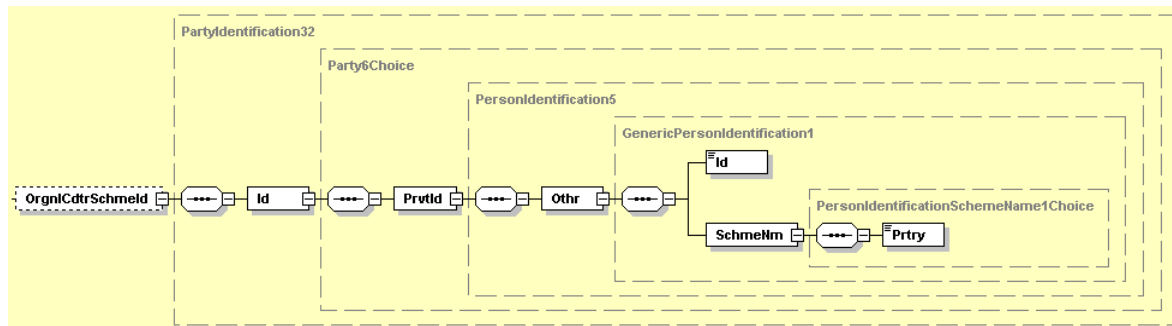 PartyIdentification32
Party6Choice
PersonIdentification5
GenericPersonIdentification1
Id
OrgnlCdtrSchmeId
Id
PrvtId
Othr
PersonIdentificationSchemeName1Choice
SchmeNm
Prtry